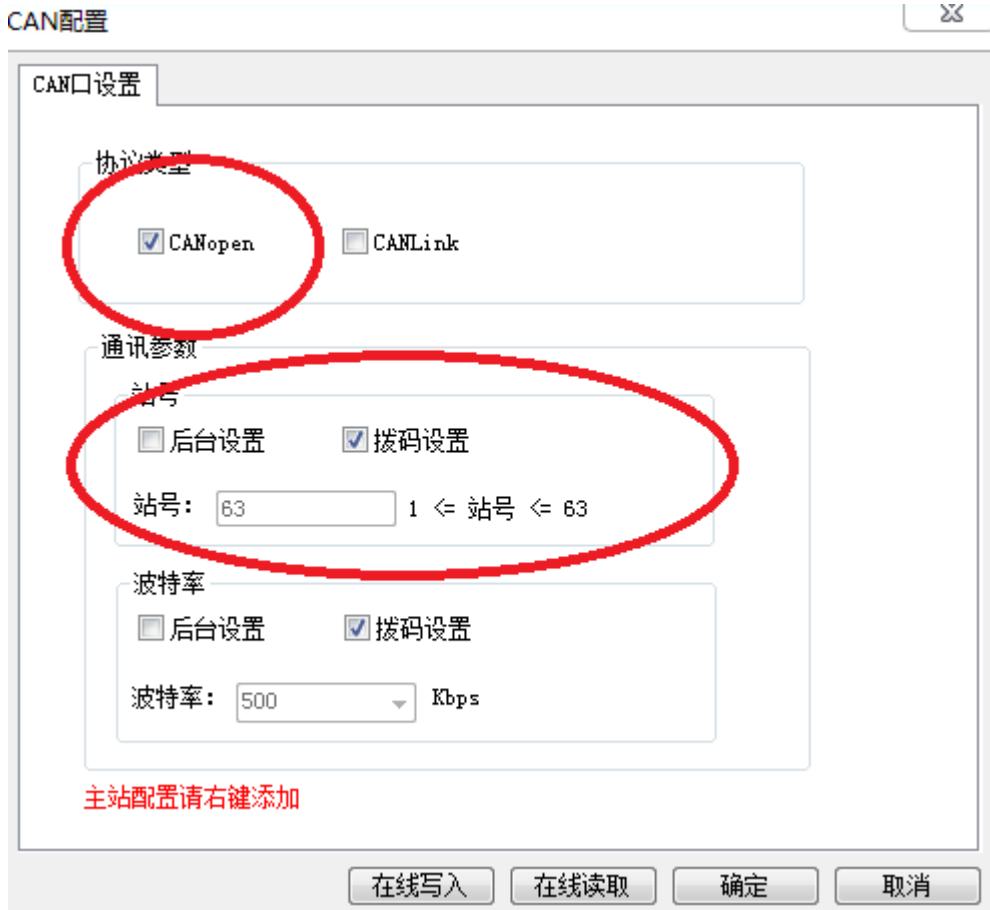 CAN配置
CAN口设置
协议类型
CANopen CANLink
通讯参数
站号
后台设置 拨码设置
站号: 63 1 <= 站号 <= 63
波特率
后台设置 拨码设置
波特率: 500 Kbps
主站配置请右键添加
在线写入 在线读取 确定 取消